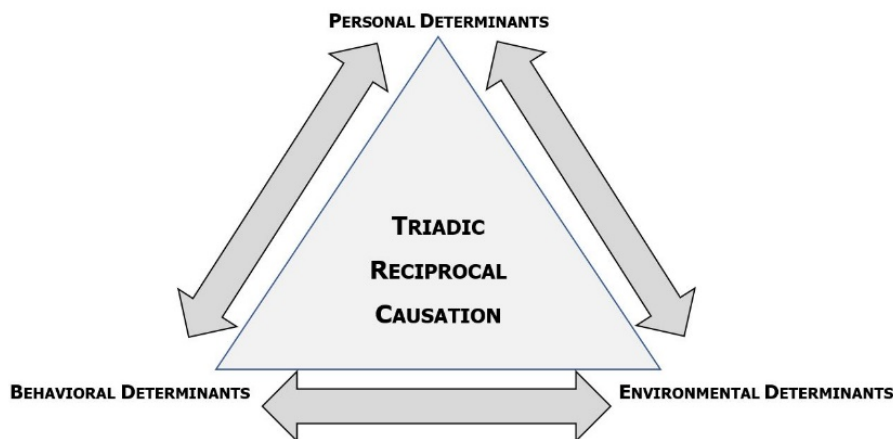 PERSONAL DETERMINANTS
TRIADIC
RECIPROCAL
CAUSATION
BEHAVIORAL DETERMINANTS
ENVIRONMENTAL DETERMINANTS